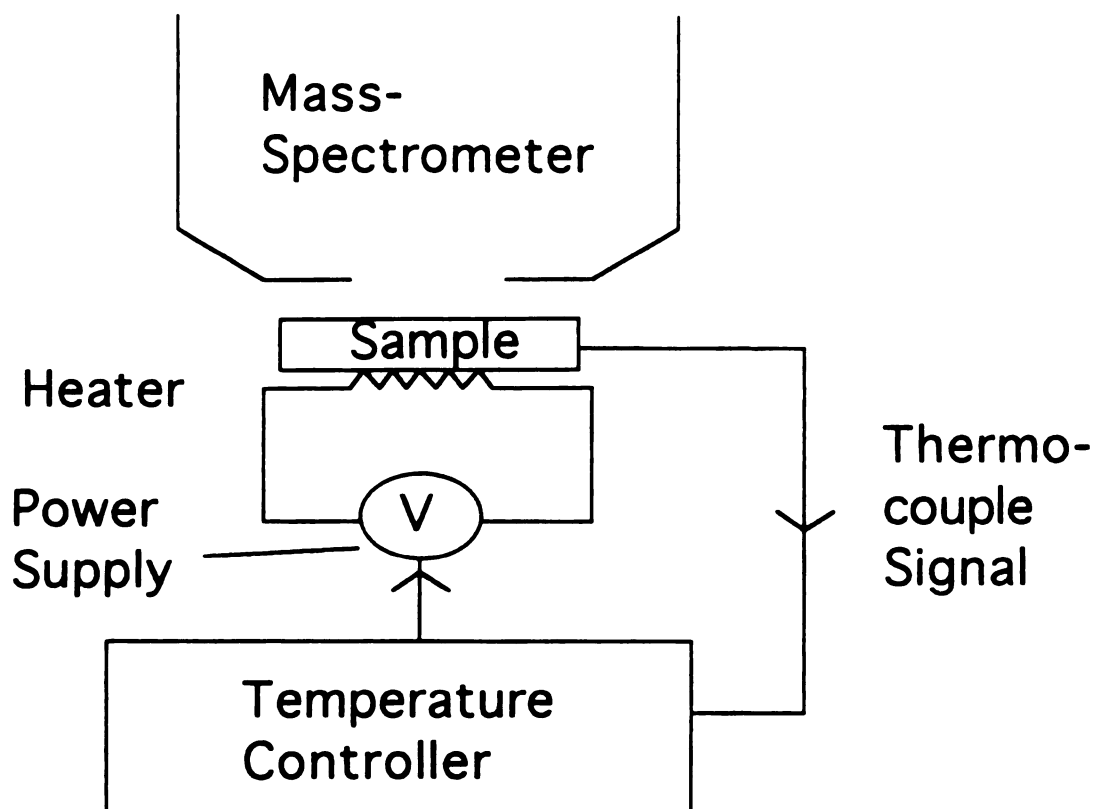 Mass-
Spectrometer
Sample
Heater
Power
Supply
V
Thermo-
couple
Signal
Temperature
Controller